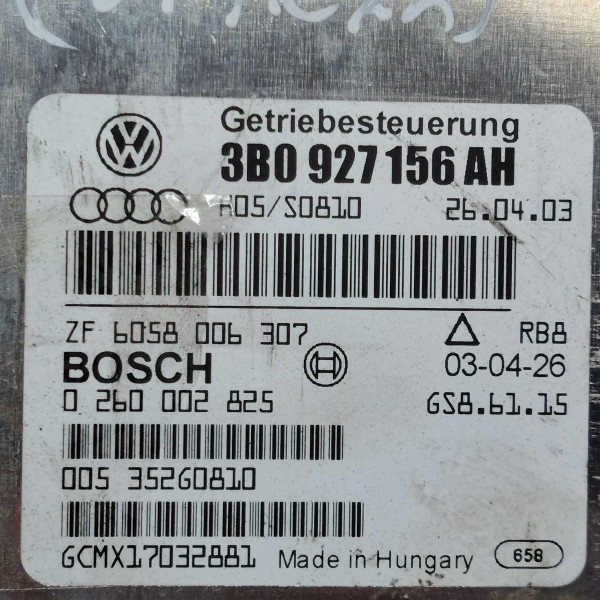 Getriebesteuerung
3B0 927 156 AH
H05/S0810 26.04.03
ZF 6058 006 307 RB8
BOSCH 03-04-26
0 260 002 825 GS8.61.15
005 35260810
GCMX17032881 Made in Hungary 658